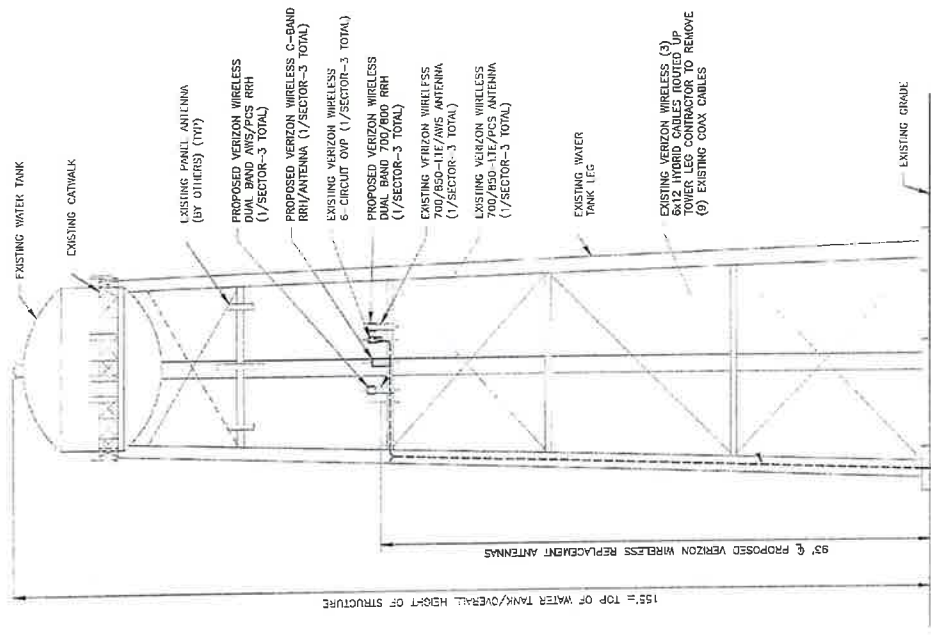 EXISTING WATER TANK
EXISTING CATWALK
EXISTING PANEL ANTENNA
(BY OTHERS) (TYP)
PROPOSED VERIZON WIRELESS
DUAL BAND AWS/PCS RRH
(1/SECTOR-3 TOTAL)
PROPOSED VERIZON WIRELESS C-BAND
RRH/ANTENNA (1/SECTOR-3 TOTAL)
EXISTING VERIZON WIRELESS
6-CIRCUIT OVP (1/SECTOR-3 TOTAL)
PROPOSED VERIZON WIRELESS
DUAL BAND 700/800 RRH
(1/SECTOR-3 TOTAL)
EXISTING VERIZON WIRELESS
700/850-LTE/AWS ANTENNA
(1/SECTOR-3 TOTAL)
EXISTING VERIZON WIRELESS
700/850-LTE/PCS ANTENNA
(1/SECTOR-3 TOTAL)
EXISTING WATER
TANK LEG
EXISTING VERIZON WIRELESS (3)
6x12 HYBRID CABLES ROUTED UP
TOWER LEG CONTRACTOR TO REMOVE
(9) EXISTING COAX CABLES
EXISTING GRADE
93' ℄ PROPOSED VERIZON WIRELESS REPLACEMENT ANTENNAS
155'± TOP OF WATER TANK/OVERALL HEIGHT OF STRUCTURE